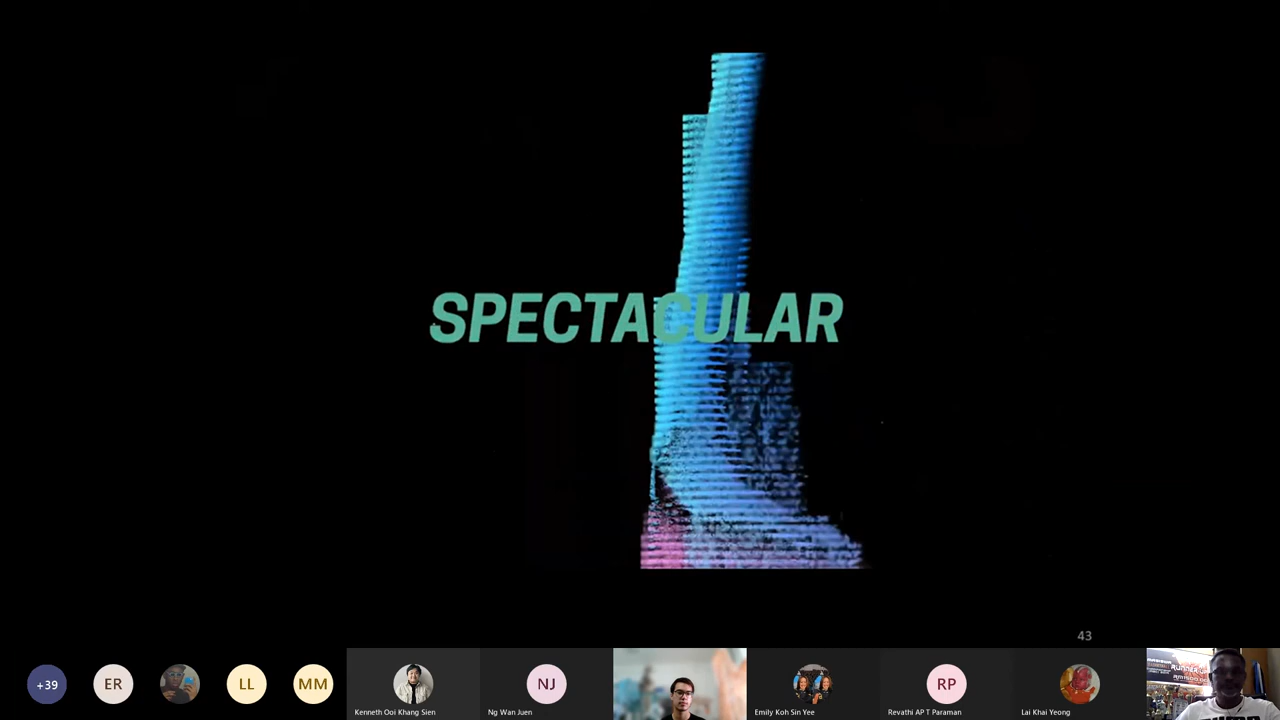 SPECTACULAR
43
+39
ER
LL
MM
Kenneth Ooi Khang Sien
NJ
Ng Wan Juen
Emily Koh Sin Yee
RP
Revathi AP T Paraman
Lai Khai Yeong
RUNNER